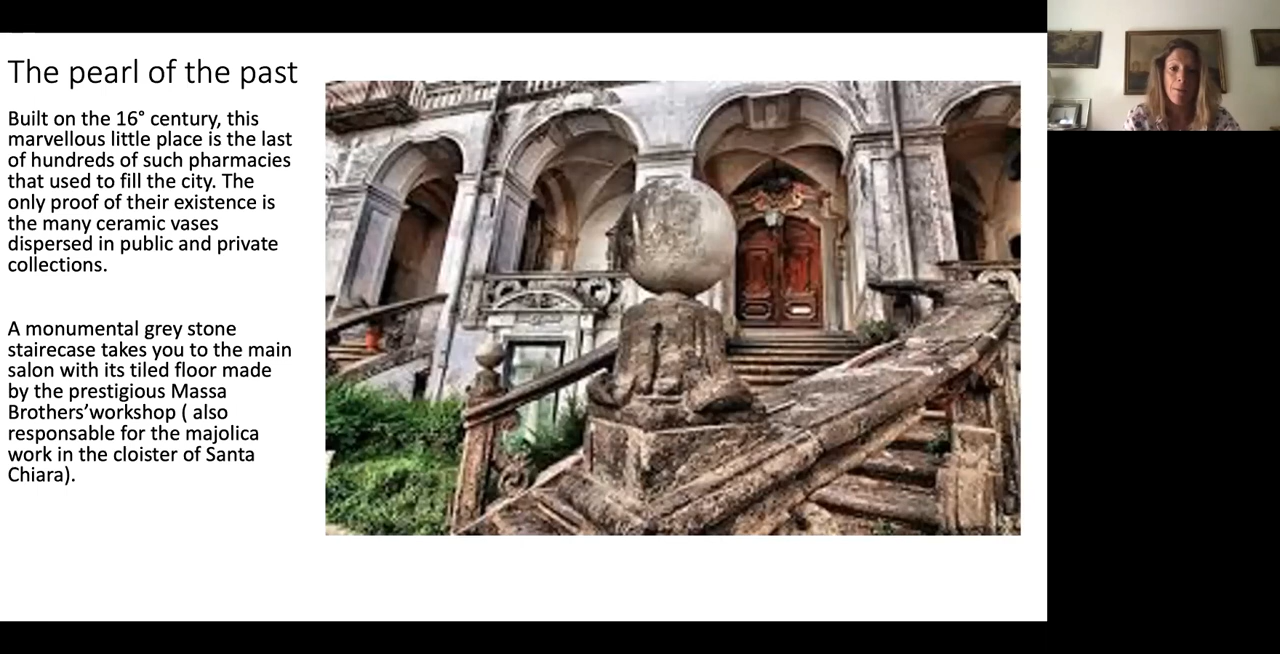 The pearl of the past
Built on the 16° century, this
marvellous little place is the last
of hundreds of such pharmacies
that used to fill the city. The
only proof of their existence is
the many ceramic vases
dispersed in public and private
collections.
A monumental grey stone
stairecase takes you to the main
salon with its tiled floor made
by the prestigious Massa
Brothers’workshop ( also
responsable for the majolica
work in the cloister of Santa
Chiara).